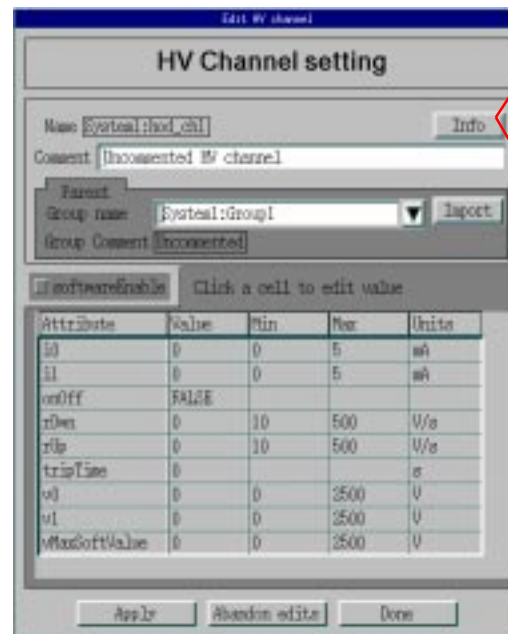 Edit HV channel
HV Channel setting
Name System1:hod_ch1 Info
Comment Uncommented HV channel
Parent
Group name System1:Group1 Import
Group Comment Uncommented
softwareEnable Click a cell to edit value
Attribute Value Min Max Units
i0 0 0 5 mA
i1 0 0 5 mA
onOff FALSE
rDwn 0 10 500 V/s
rUp 0 10 500 V/s
tripTime 0 s
v0 0 0 2500 V
v1 0 0 2500 V
vMaxSoftValue 0 0 2500 V
Apply Abandon edits Done